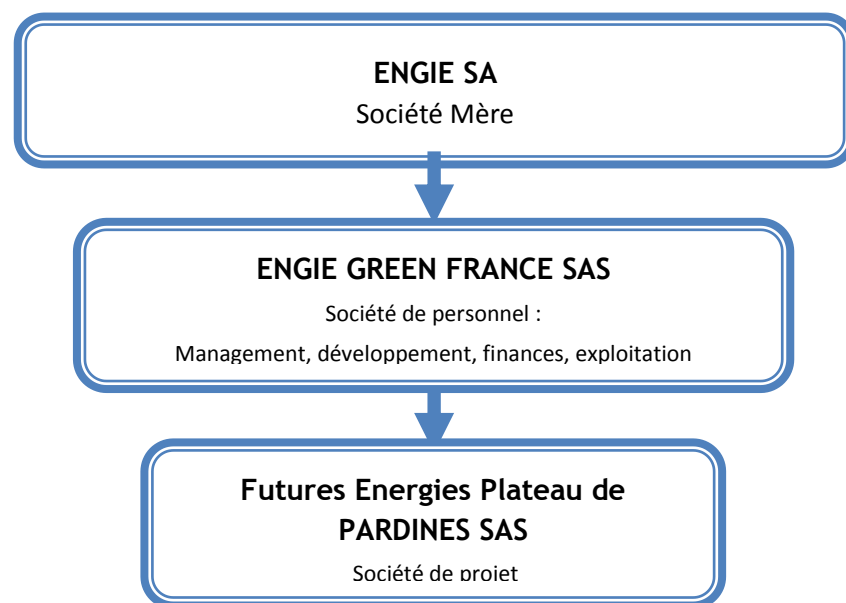 ENGIE SA
Société Mère
ENGIE GREEN FRANCE SAS
Société de personnel :
Management, développement, finances, exploitation
Futures Energies Plateau de
PARDINES SAS
Société de projet